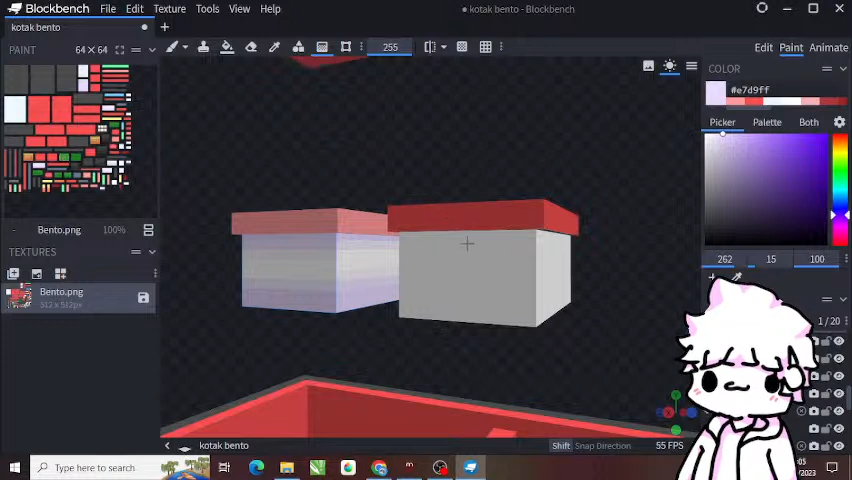 Blockbench
File
Edit
Texture
Tools
View
Help
kotak bento - Blockbench
kotak bento
PAINT
64 × 64
255
Edit
Paint
Animate
COLOR
#e7d9ff
Picker
Palette
Both
Bento.png
100%
262
15
100
TEXTURES
Bento.png
512 x 512px
1 / 20
kotak bento
Shift
Snap Direction
55 FPS
Type here to search